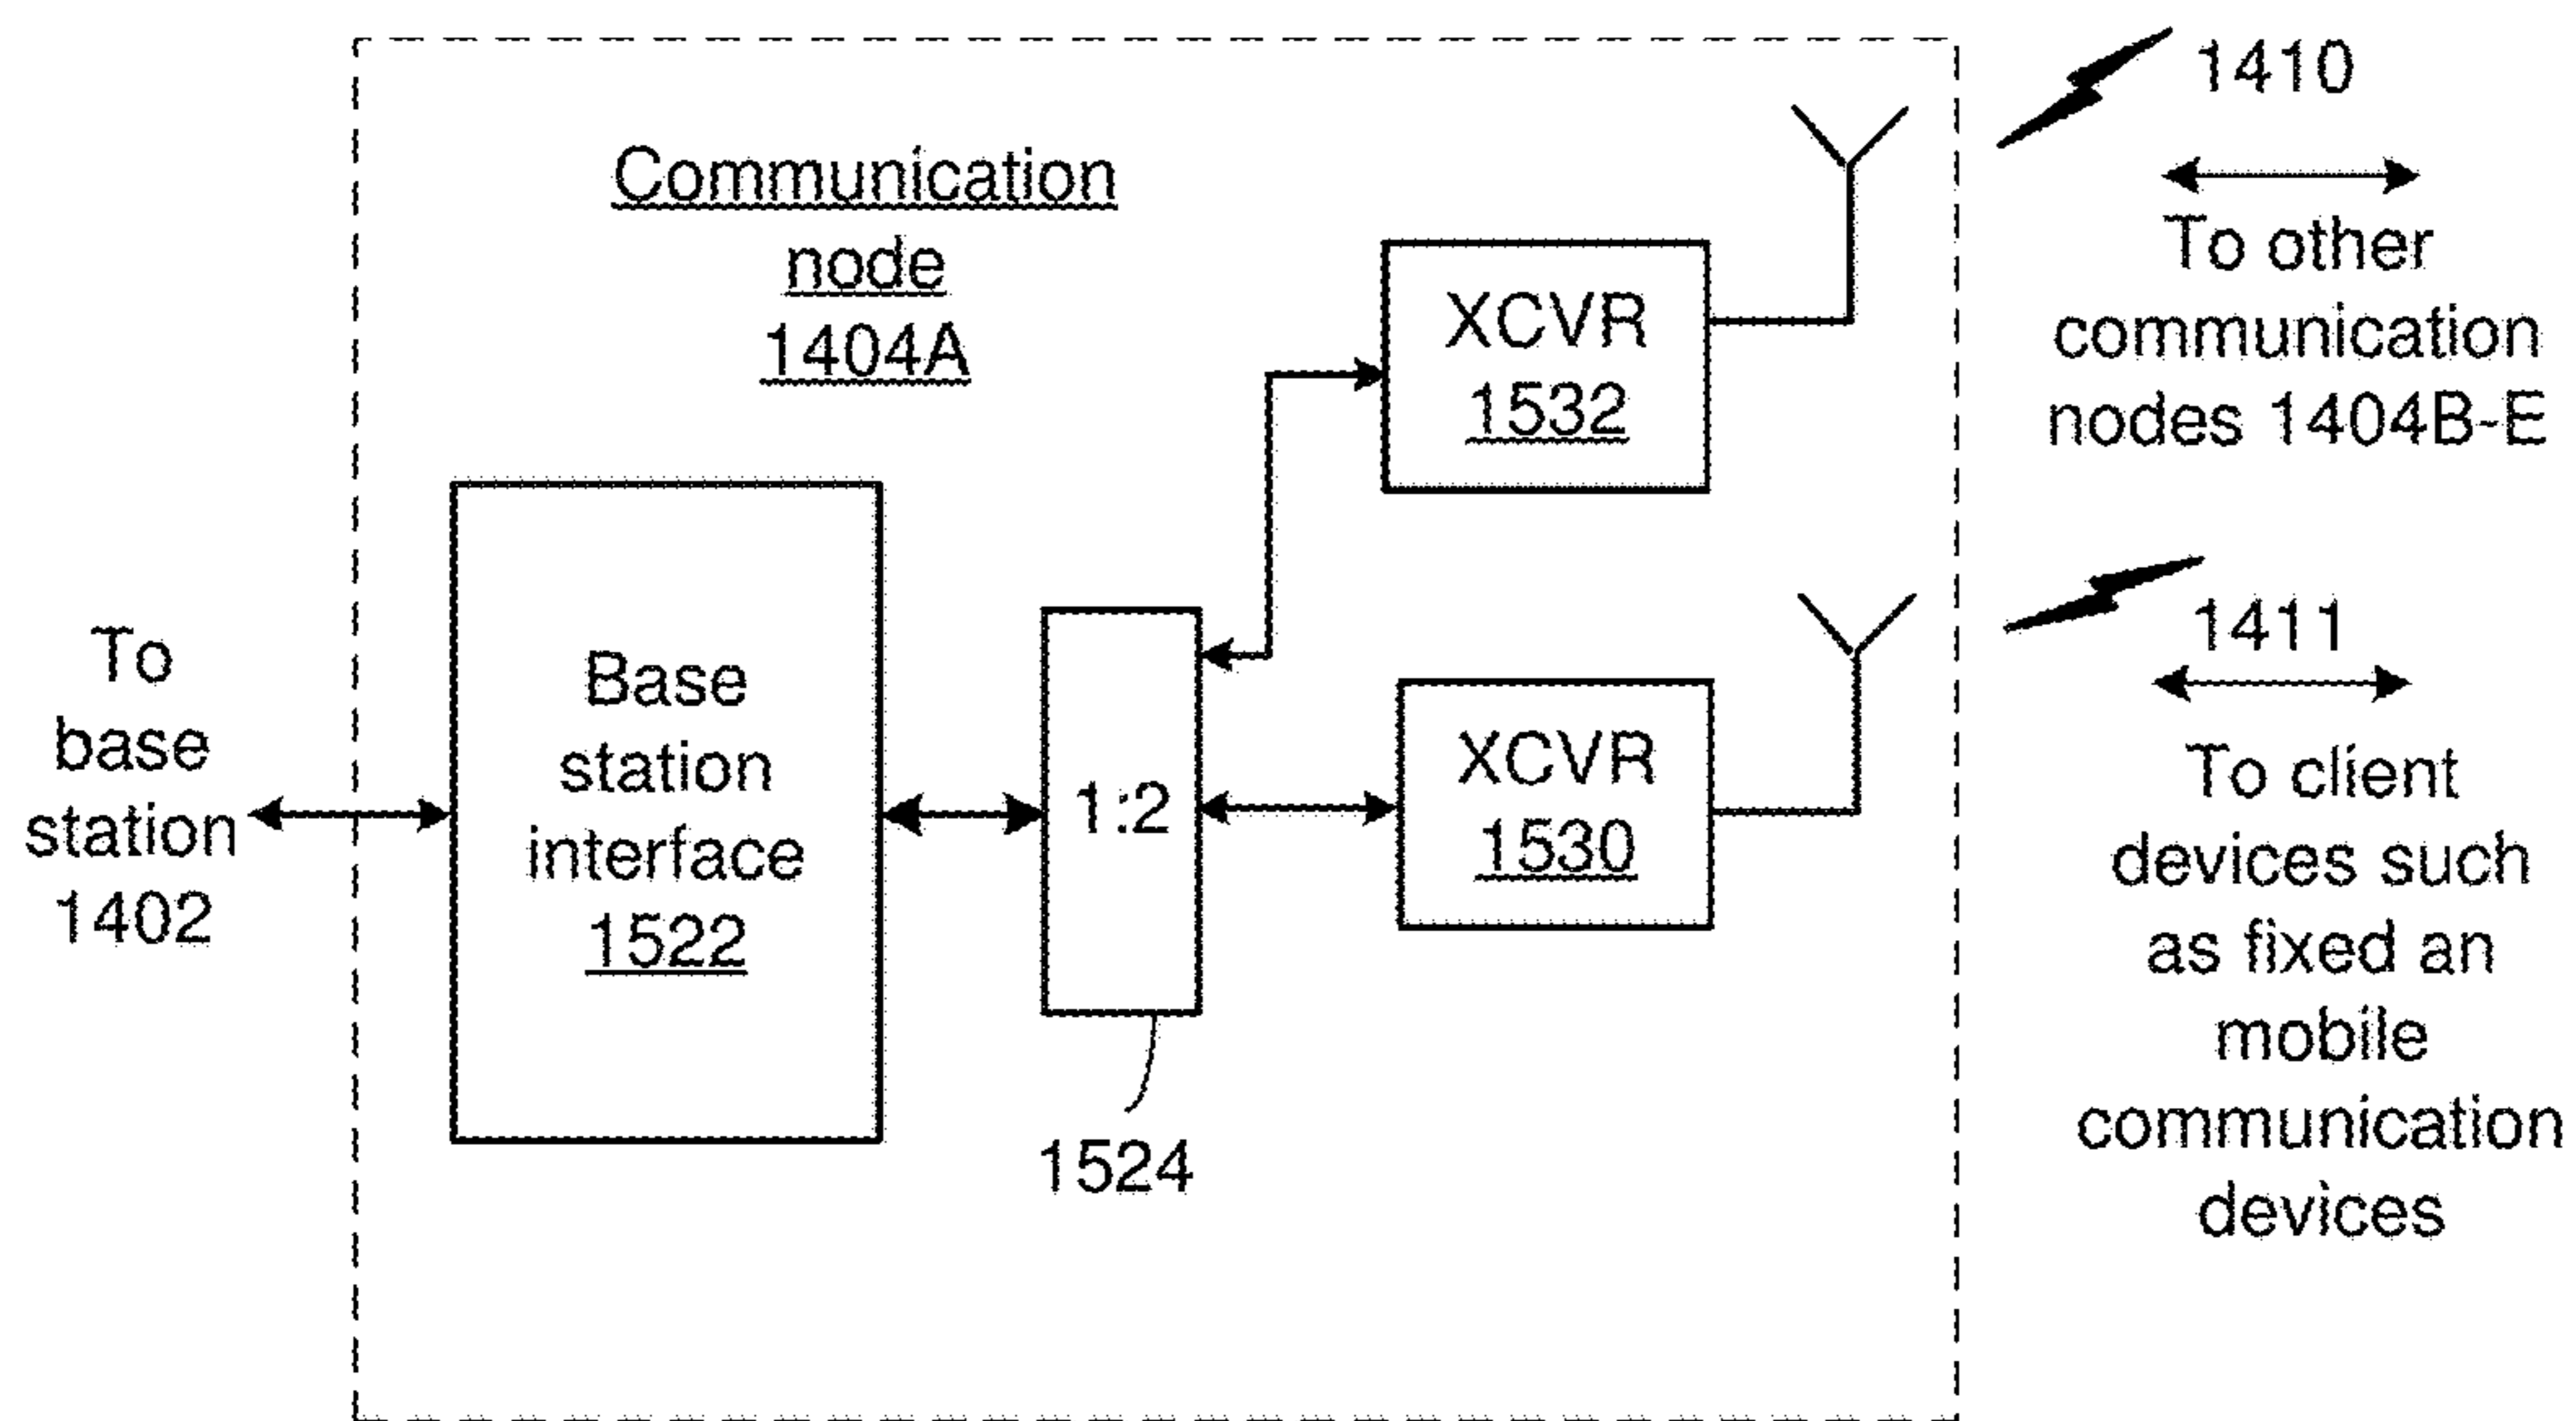 1410
To other
communication
nodes 1404B-E
Communication
node
1404A
XCVR
1532
To
base
station
1402
Base
station
interface
1522
1:2
1524
XCVR
1530
1411
To client
devices such
as fixed an
mobile
communication
devices